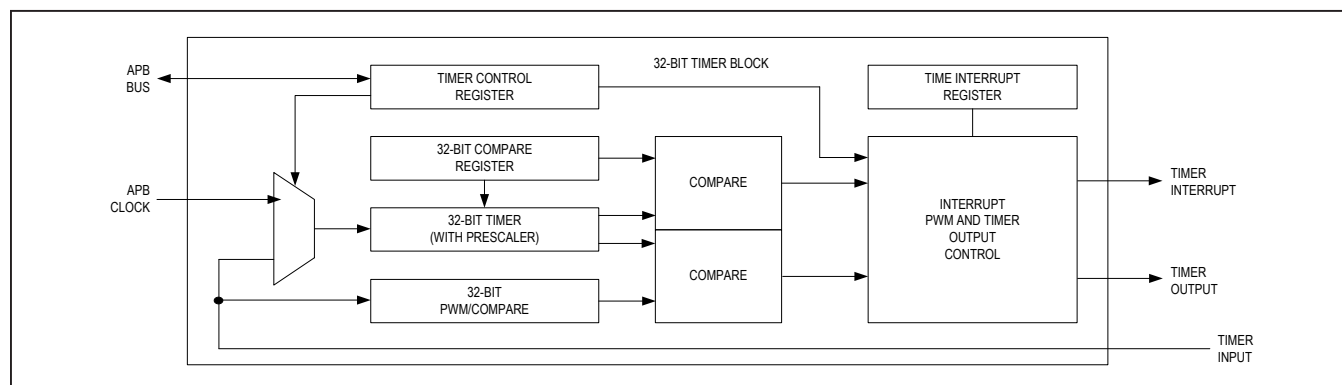 APB
BUS
TIMER CONTROL
REGISTER
32-BIT TIMER BLOCK
TIME INTERRUPT
REGISTER
32-BIT COMPARE
REGISTER
COMPARE
APB
CLOCK
32-BIT TIMER
(WITH PRESCALER)
INTERRUPT
PWM AND TIMER
OUTPUT
CONTROL
TIMER
INTERRUPT
COMPARE
32-BIT
PWM/COMPARE
TIMER
OUTPUT
TIMER
INPUT